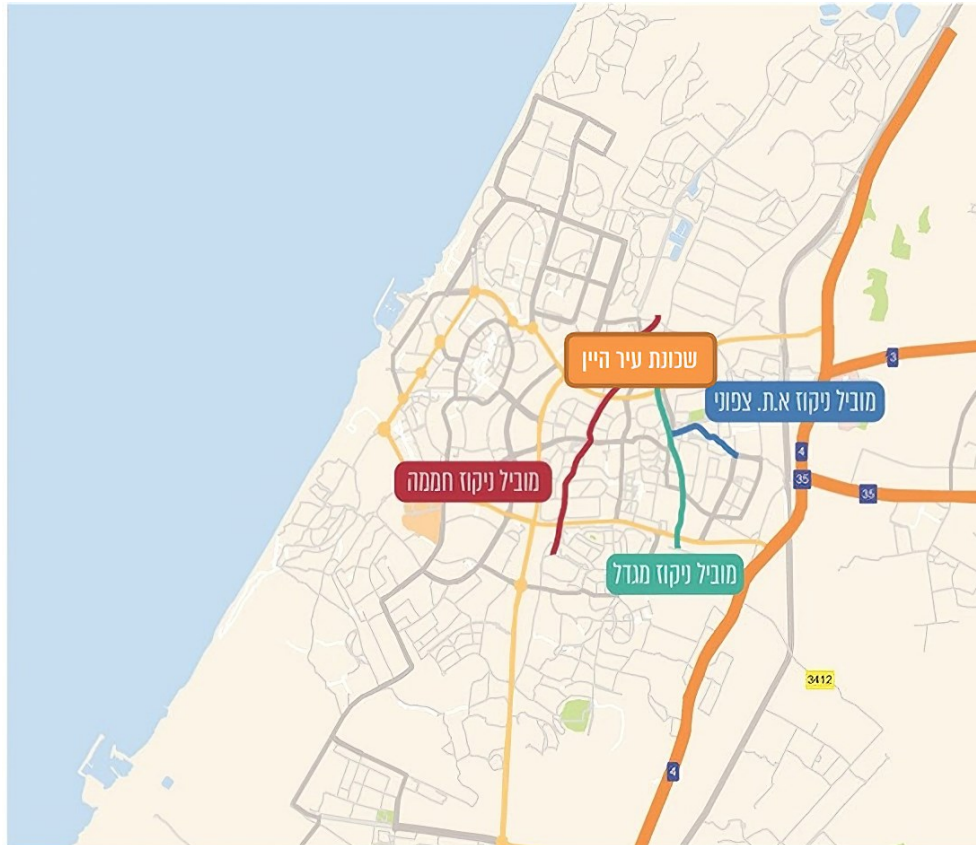 שכונת עיר היין
3
מוביל ניקוז א.ת. צפוני
4
35
מוביל ניקוז חממה
35
מוביל ניקוז מגדל
3412
4